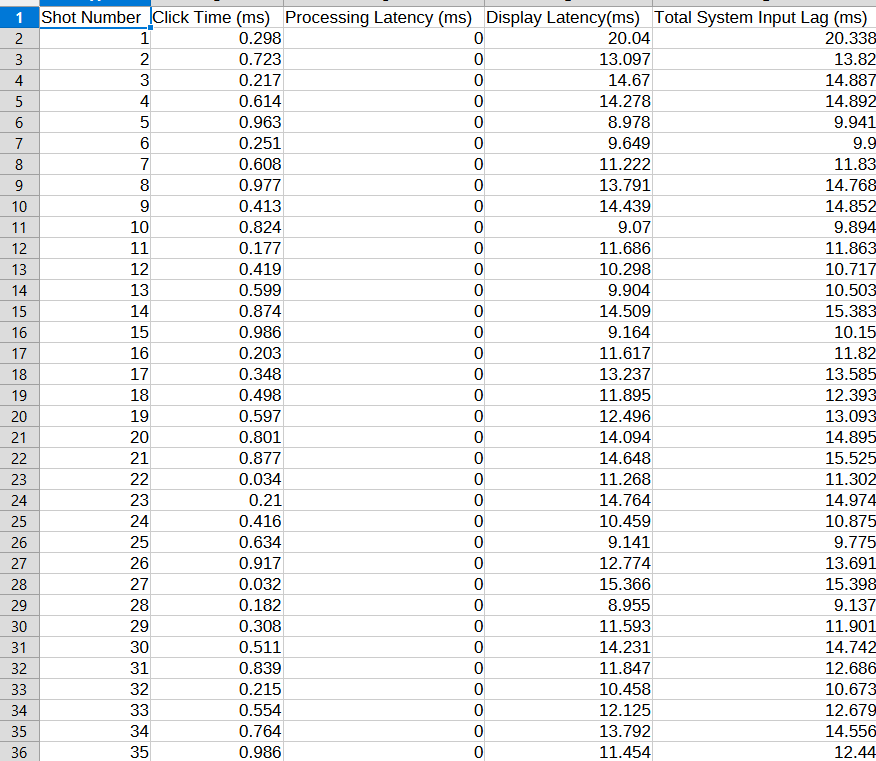 1 Shot Number Click Time (ms) Processing Latency (ms) Display Latency(ms) Total System Input Lag (ms)
2 1 0.298 0 20.04 20.338
3 2 0.723 0 13.097 13.82
4 3 0.217 0 14.67 14.887
5 4 0.614 0 14.278 14.892
6 5 0.963 0 8.978 9.941
7 6 0.251 0 9.649 9.9
8 7 0.608 0 11.222 11.83
9 8 0.977 0 13.791 14.768
10 9 0.413 0 14.439 14.852
11 10 0.824 0 9.07 9.894
12 11 0.177 0 11.686 11.863
13 12 0.419 0 10.298 10.717
14 13 0.599 0 9.904 10.503
15 14 0.874 0 14.509 15.383
16 15 0.986 0 9.164 10.15
17 16 0.203 0 11.617 11.82
18 17 0.348 0 13.237 13.585
19 18 0.498 0 11.895 12.393
20 19 0.597 0 12.496 13.093
21 20 0.801 0 14.094 14.895
22 21 0.877 0 14.648 15.525
23 22 0.034 0 11.268 11.302
24 23 0.21 0 14.764 14.974
25 24 0.416 0 10.459 10.875
26 25 0.634 0 9.141 9.775
27 26 0.917 0 12.774 13.691
28 27 0.032 0 15.366 15.398
29 28 0.182 0 8.955 9.137
30 29 0.308 0 11.593 11.901
31 30 0.511 0 14.231 14.742
32 31 0.839 0 11.847 12.686
33 32 0.215 0 10.458 10.673
34 33 0.554 0 12.125 12.679
35 34 0.764 0 13.792 14.556
36 35 0.986 0 11.454 12.44